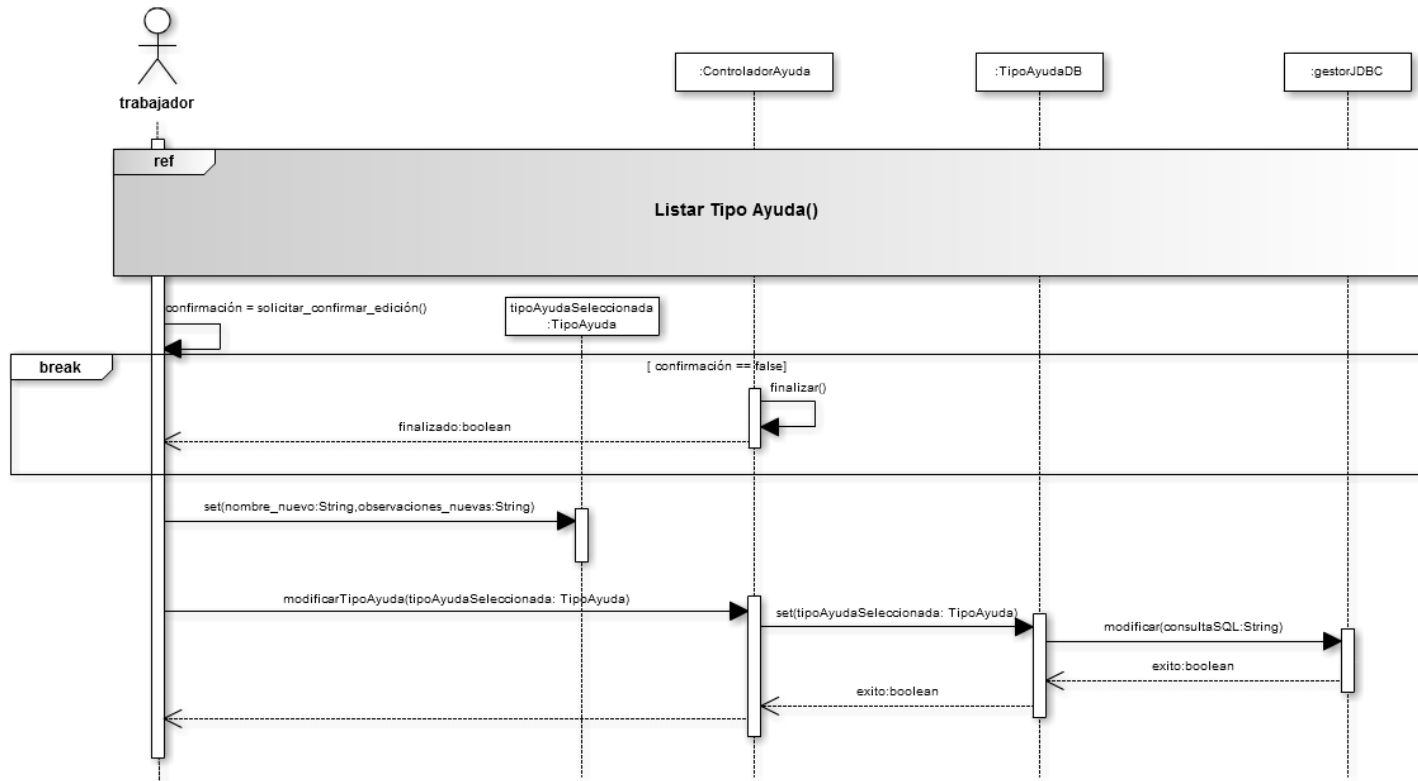 trabajador
:ControladorAyuda
:TipoAyudaDB
:gestorJDBC
ref
Listar Tipo Ayuda()
confirmación = solicitar_confirmar_edición()
tipoAyudaSeleccionada
:TipoAyuda
break
[ confirmación == false]
finalizar()
finalizado:boolean
set(nombre_nuevo:String,observaciones_nuevas:String)
modificarTipoAyuda(tipoAyudaSeleccionada: TipoAyuda)
set(tipoAyudaSeleccionada: TipoAyuda)
modificar(consultaSQL:String)
exito:boolean
exito:boolean